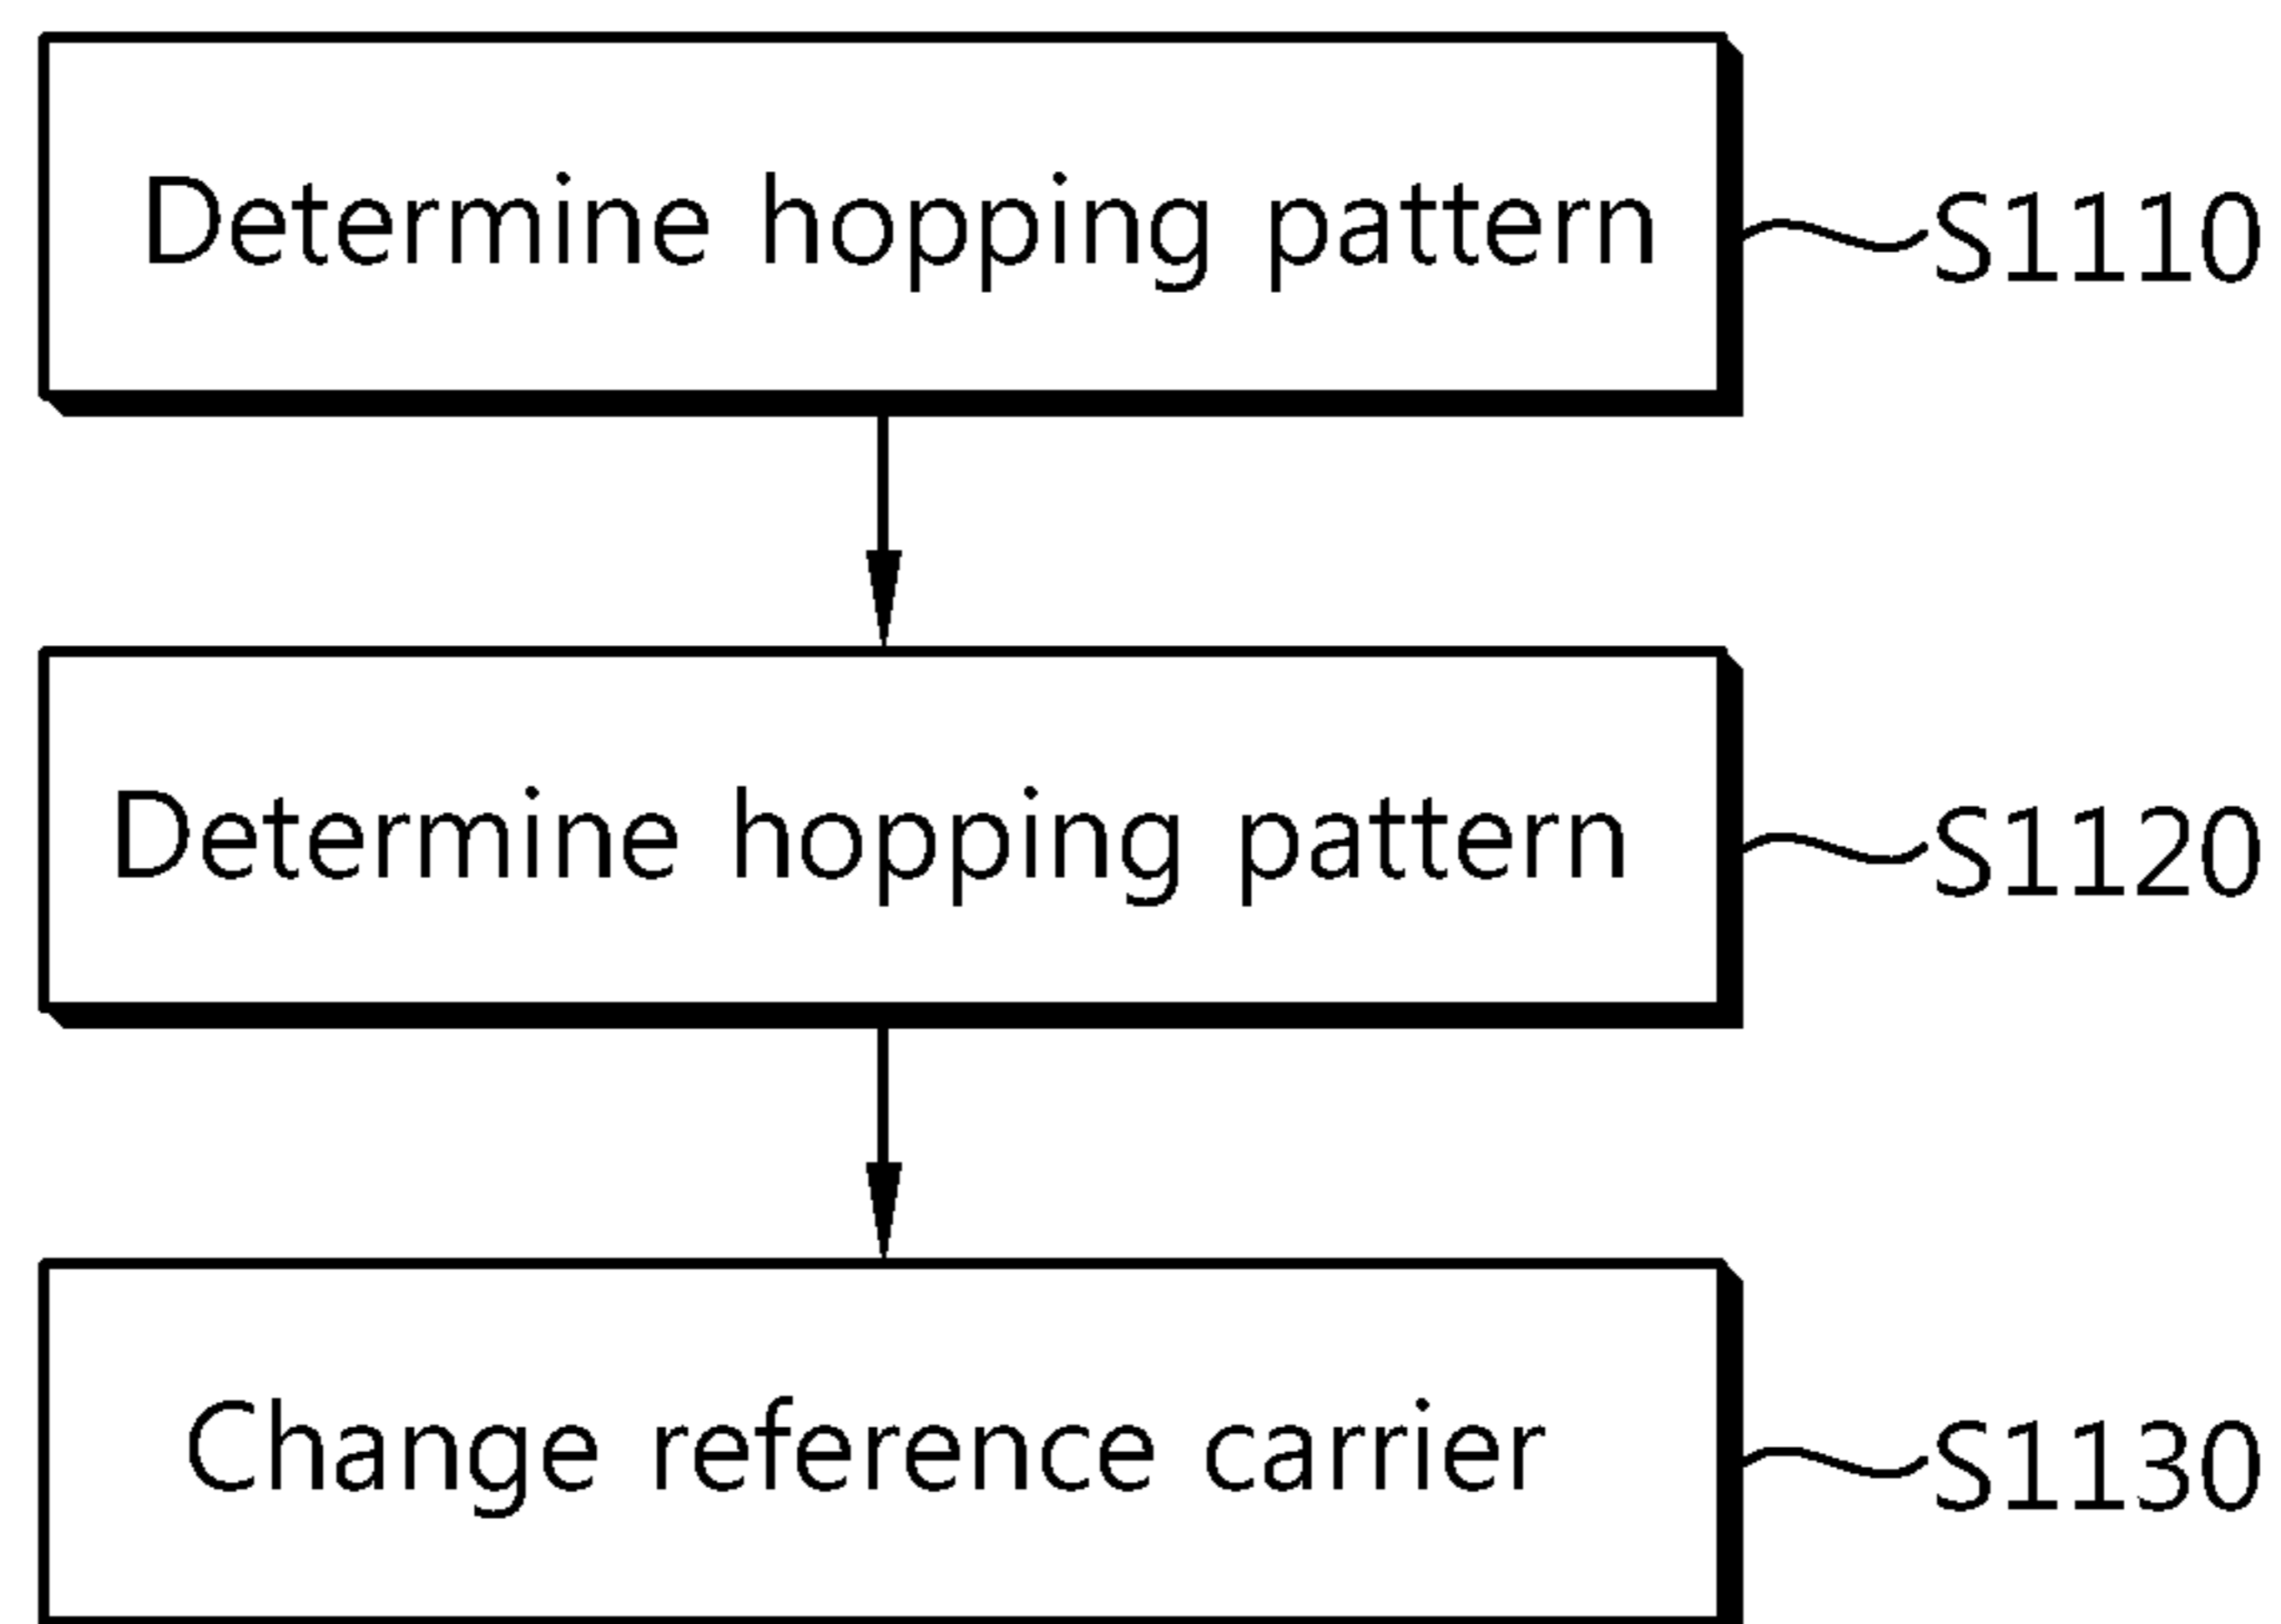 Determine hopping pattern
S1110
Determine hopping pattern
S1120
Change reference carrier
S1130